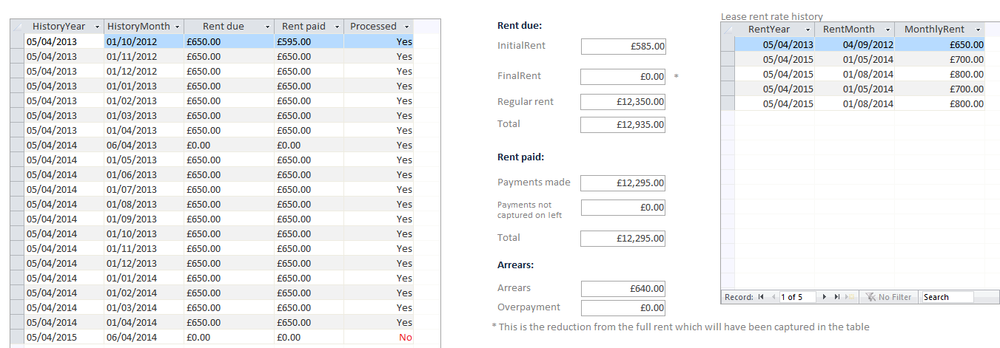 HistoryYear HistoryMonth Rent due Rent paid Processed
05/04/2013 01/10/2012 £650.00 £595.00 Yes
05/04/2013 01/11/2012 £650.00 £650.00 Yes
05/04/2013 01/12/2012 £650.00 £650.00 Yes
05/04/2013 01/01/2013 £650.00 £650.00 Yes
05/04/2013 01/02/2013 £650.00 £650.00 Yes
05/04/2013 01/03/2013 £650.00 £650.00 Yes
05/04/2013 01/04/2013 £650.00 £650.00 Yes
05/04/2014 06/04/2013 £0.00 £0.00 Yes
05/04/2014 01/05/2013 £650.00 £650.00 Yes
05/04/2014 01/06/2013 £650.00 £650.00 Yes
05/04/2014 01/07/2013 £650.00 £650.00 Yes
05/04/2014 01/08/2013 £650.00 £650.00 Yes
05/04/2014 01/09/2013 £650.00 £650.00 Yes
05/04/2014 01/10/2013 £650.00 £650.00 Yes
05/04/2014 01/11/2013 £650.00 £650.00 Yes
05/04/2014 01/12/2013 £650.00 £650.00 Yes
05/04/2014 01/01/2014 £650.00 £650.00 Yes
05/04/2014 01/02/2014 £650.00 £650.00 Yes
05/04/2014 01/03/2014 £650.00 £650.00 Yes
05/04/2014 01/04/2014 £650.00 £650.00 Yes
05/04/2015 06/04/2014 £0.00 £0.00 No
Rent due:
InitialRent £585.00
FinalRent £0.00 *
Regular rent £12,350.00
Total £12,935.00
Rent paid:
Payments made £12,295.00
Payments not
captured on left £0.00
Total £12,295.00
Arrears:
Arrears £640.00
Overpayment £0.00
* This is the reduction from the full rent which will have been captured in the table
Lease rent rate history
RentYear RentMonth MonthlyRent
05/04/2013 04/09/2012 £650.00
05/04/2015 01/05/2014 £700.00
05/04/2015 01/08/2014 £800.00
05/04/2015 01/05/2014 £700.00
05/04/2015 01/08/2014 £800.00
Record: 1 of 5 No Filter Search